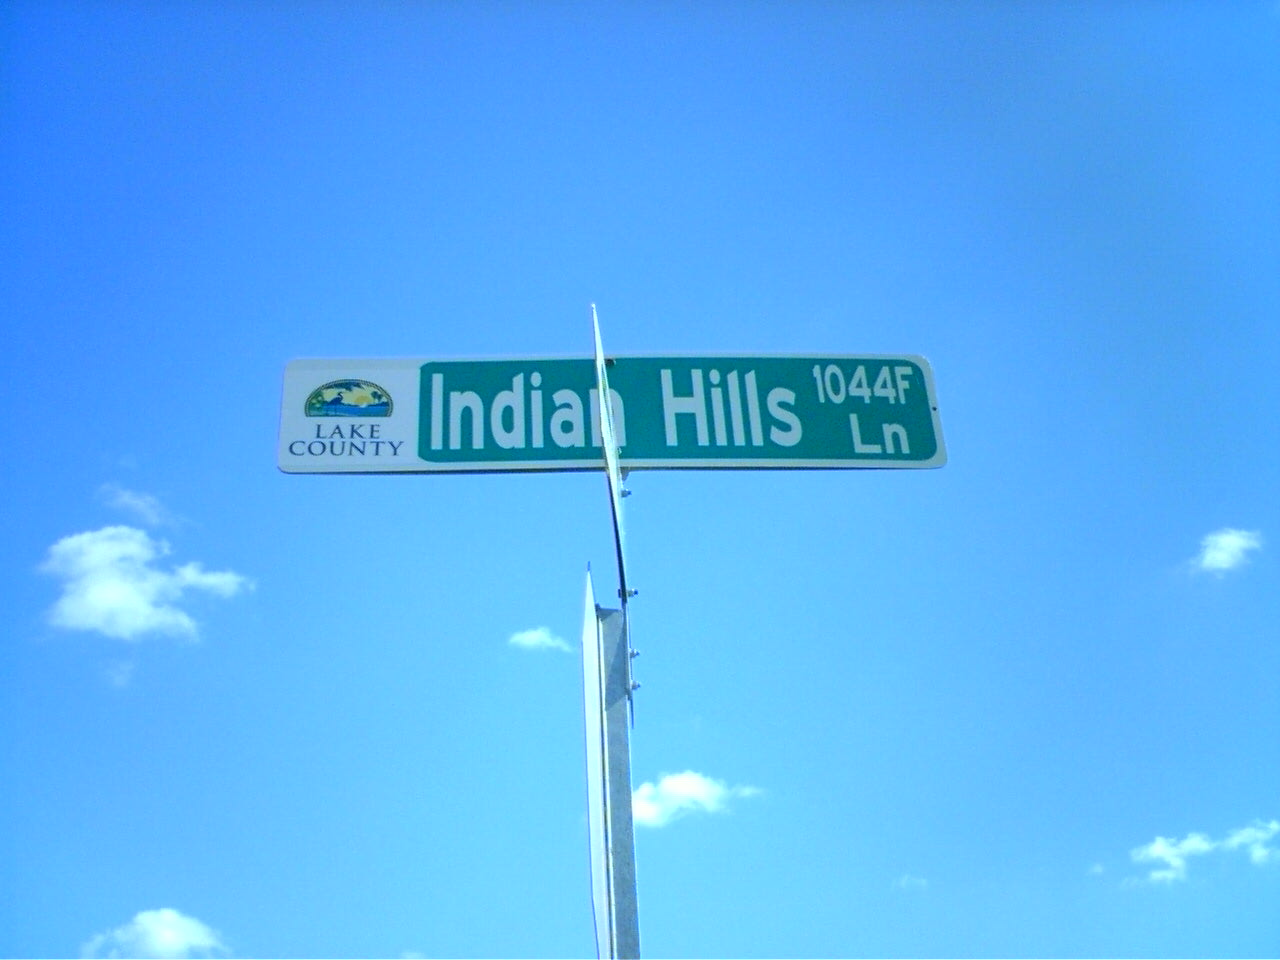 LAKE
COUNTY
Indian Hills
1044F
Ln